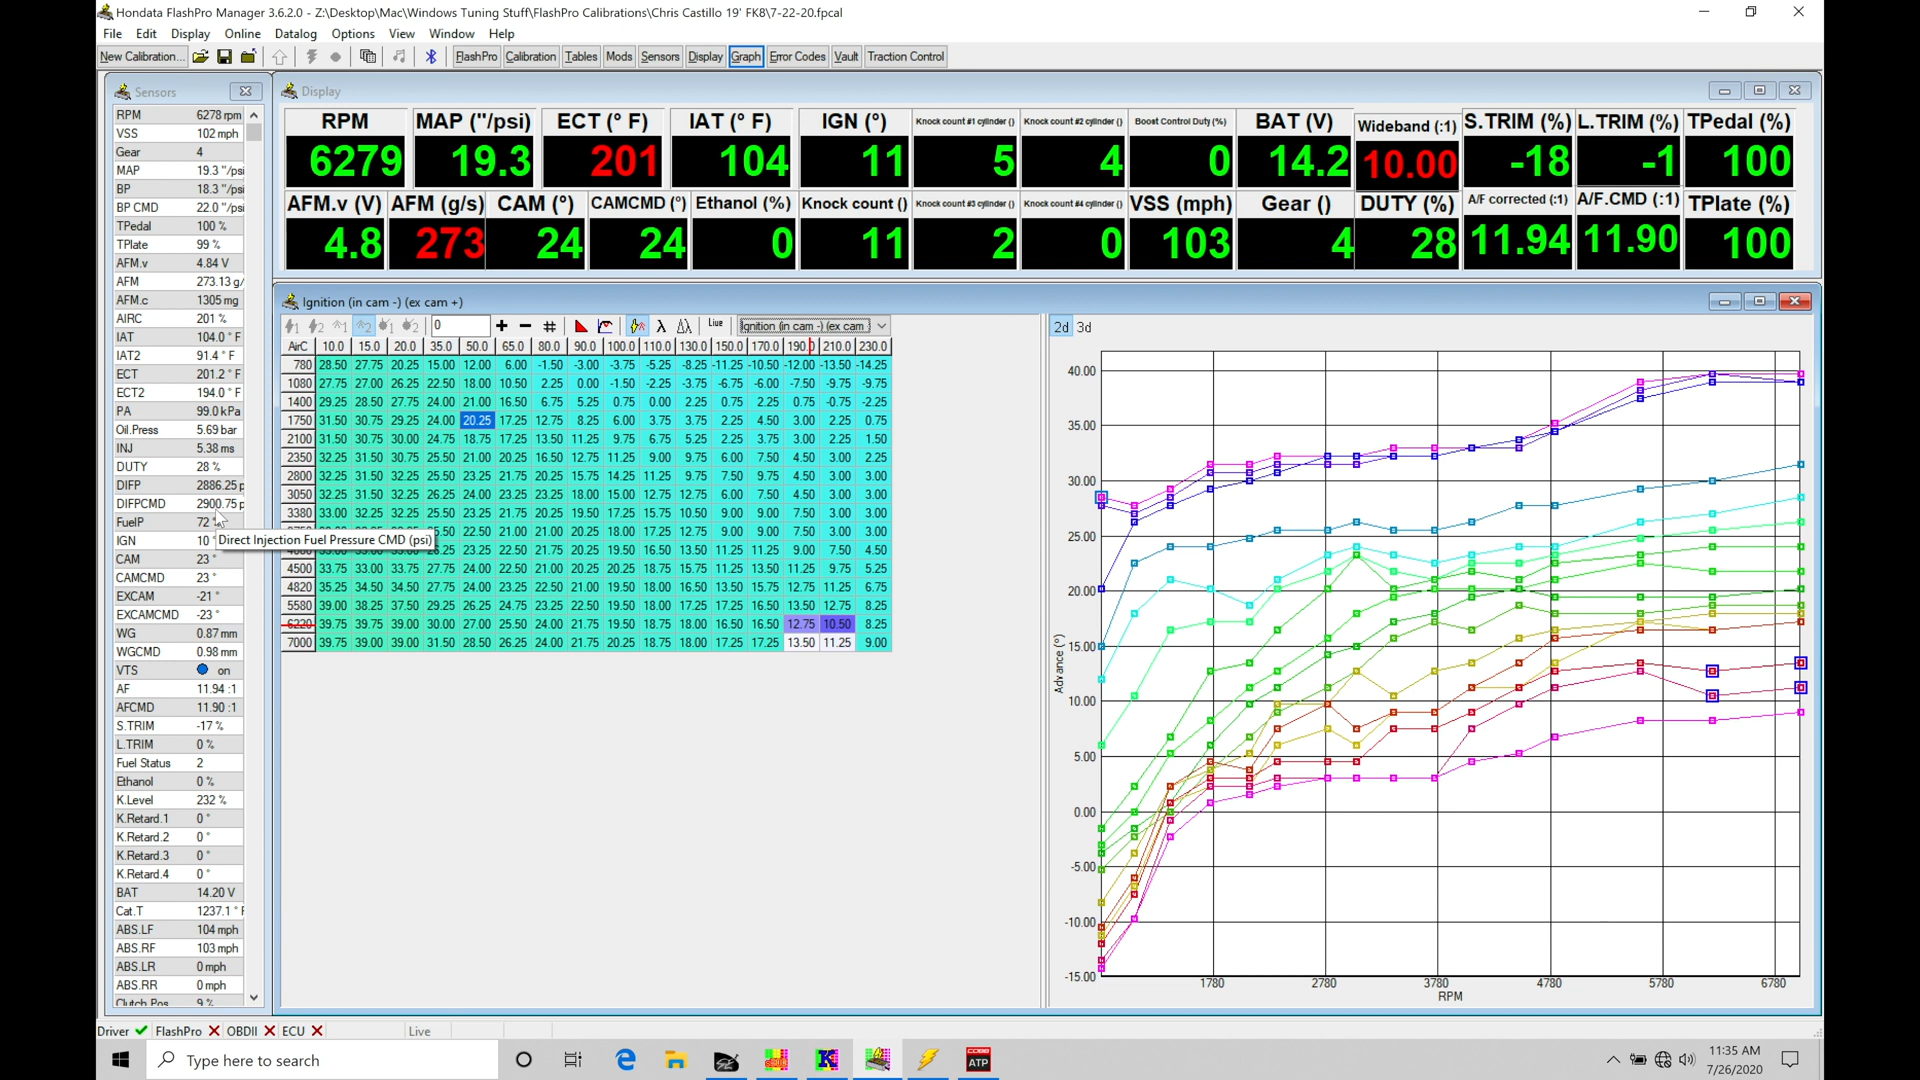 Hondata FlashPro Manager 3.6.2.0 - Z:\Desktop\Mac\Windows Tuning Stuff\FlashPro Calibrations\Chris Castillo 19' FK8\7-22-20.fpcal
File Edit Display Online Datalog Options View Window Help
New Calibration... FlashPro Calibration Tables Mods Sensors Display Graph Error Codes Vault Traction Control
Sensors
RPM 6278 rpm
VSS 102 mph
Gear 4
MAP 19.3 "/psi
BP 18.3 "/psi
BP CMD 22.0 "/psi
TPedal 100 %
TPlate 99 %
AFM.v 4.84 V
AFM 273.13 g/
AFM.c 1305 mg
AIRC 201 %
IAT 104.0 ° F
IAT2 91.4 ° F
ECT 201.2 ° F
ECT2 194.0 ° F
PA 99.0 kPa
Oil.Press 5.69 bar
INJ 5.38 ms
DUTY 28 %
DIFP 2886.25 p
DIFPCMD 2900.75 p
FuelP 72
IGN 10 °
CAM 23 °
CAMCMD 23 °
EXCAM -21 °
EXCAMCMD -23 °
WG 0.87 mm
WGCMD 0.98 mm
VTS on
AF 11.94 :1
AFCMD 11.90 :1
S.TRIM -17 %
L.TRIM 0 %
Fuel Status 2
Ethanol 0 %
K.Level 232 %
K.Retard.1 0 °
K.Retard.2 0 °
K.Retard.3 0 °
K.Retard.4 0 °
BAT 14.20 V
Cat.T 1237.1 ° F
ABS.LF 104 mph
ABS.RF 103 mph
ABS.LR 0 mph
ABS.RR 0 mph
Clutch Pos 9 %
Direct Injection Fuel Pressure CMD (psi)
Display
RPM MAP ("/psi) ECT (° F) IAT (° F) IGN (°) Knock count #1 cylinder () Knock count #2 cylinder () Boost Control Duty (%) BAT (V) Wideband (:1) S.TRIM (%) L.TRIM (%) TPedal (%)
6279 19.3 201 104 11 5 4 0 14.2 10.00 -18 -1 100
AFM.v (V) AFM (g/s) CAM (°) CAMCMD (°) Ethanol (%) Knock count () Knock count #3 cylinder () Knock count #4 cylinder () VSS (mph) Gear () DUTY (%) A/F corrected (:1) A/F.CMD (:1) TPlate (%)
4.8 273 24 24 0 11 2 0 103 4 28 11.94 11.90 100
Ignition (in cam -) (ex cam +)
0 Live Ignition (in cam -) (ex cam
AirC 10.0 15.0 20.0 35.0 50.0 65.0 80.0 90.0 100.0 110.0 130.0 150.0 170.0 190.0 210.0 230.0
780 28.50 27.75 20.25 15.00 12.00 6.00 -1.50 -3.00 -3.75 -5.25 -8.25 -11.25 -10.50 -12.00 -13.50 -14.25
1080 27.75 27.00 26.25 22.50 18.00 10.50 2.25 0.00 -1.50 -2.25 -3.75 -6.75 -6.00 -7.50 -9.75 -9.75
1400 29.25 28.50 27.75 24.00 21.00 16.50 6.75 5.25 0.75 0.00 2.25 0.75 2.25 0.75 -0.75 -2.25
1750 31.50 30.75 29.25 24.00 20.25 17.25 12.75 8.25 6.00 3.75 3.75 2.25 4.50 3.00 2.25 0.75
2100 31.50 30.75 30.00 24.75 18.75 17.25 13.50 11.25 9.75 6.75 5.25 2.25 3.75 3.00 2.25 1.50
2350 32.25 31.50 30.75 25.50 21.00 20.25 16.50 12.75 11.25 9.00 9.75 6.00 7.50 4.50 3.00 2.25
2800 32.25 31.50 32.25 25.50 23.25 21.75 20.25 15.75 14.25 11.25 9.75 7.50 9.75 4.50 3.00 3.00
3050 32.25 31.50 32.25 26.25 24.00 23.25 23.25 18.00 15.00 12.75 12.75 6.00 7.50 4.50 3.00 3.00
3380 33.00 32.25 32.25 25.50 23.25 21.75 20.25 19.50 17.25 15.75 10.50 9.00 9.00 7.50 3.00 3.00
22.50 21.00 21.00 20.25 18.00 17.25 12.75 9.00 9.00 7.50 3.00 3.00
23.25 22.50 21.75 20.25 19.50 16.50 13.50 11.25 11.25 9.00 7.50 4.50
4500 33.75 33.00 33.75 27.75 24.00 22.50 21.00 20.25 20.25 18.75 15.75 11.25 13.50 11.25 9.75 5.25
4820 35.25 34.50 34.50 27.75 24.00 23.25 22.50 21.00 19.50 18.00 16.50 13.50 15.75 12.75 11.25 6.75
5580 39.00 38.25 37.50 29.25 26.25 24.75 23.25 22.50 19.50 18.00 17.25 17.25 16.50 13.50 12.75 8.25
6220 39.75 39.75 39.00 30.00 27.00 25.50 24.00 21.75 19.50 18.75 18.00 16.50 16.50 12.75 10.50 8.25
7000 39.75 39.00 39.00 31.50 28.50 26.25 24.00 21.75 20.25 18.75 18.00 17.25 17.25 13.50 11.25 9.00
2d 3d
40.00
35.00
30.00
25.00
20.00
15.00
10.00
5.00
0.00
-5.00
-10.00
-15.00
Advance (°)
1780 2780 3780 4780 5780 6780
RPM
Driver FlashPro OBDII ECU Live
Type here to search
COBB
ATP
11:35 AM
7/26/2020